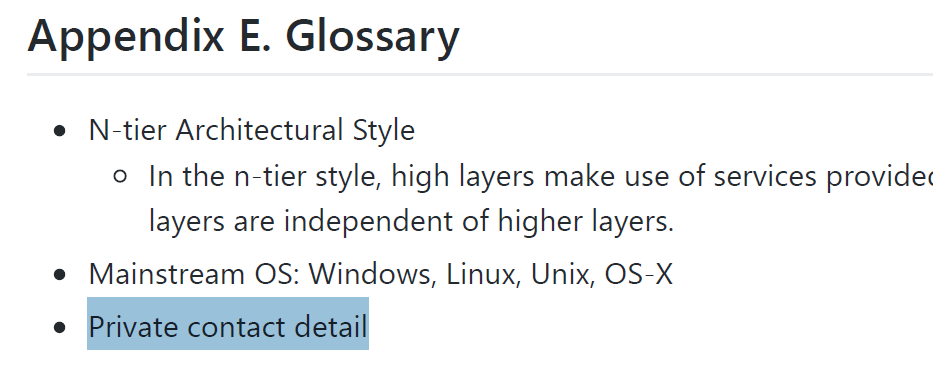 Appendix E. Glossary
N-tier Architectural Style
In the n-tier style, high layers make use of services provided
layers are independent of higher layers.
Mainstream OS: Windows, Linux, Unix, OS-X
Private contact detail